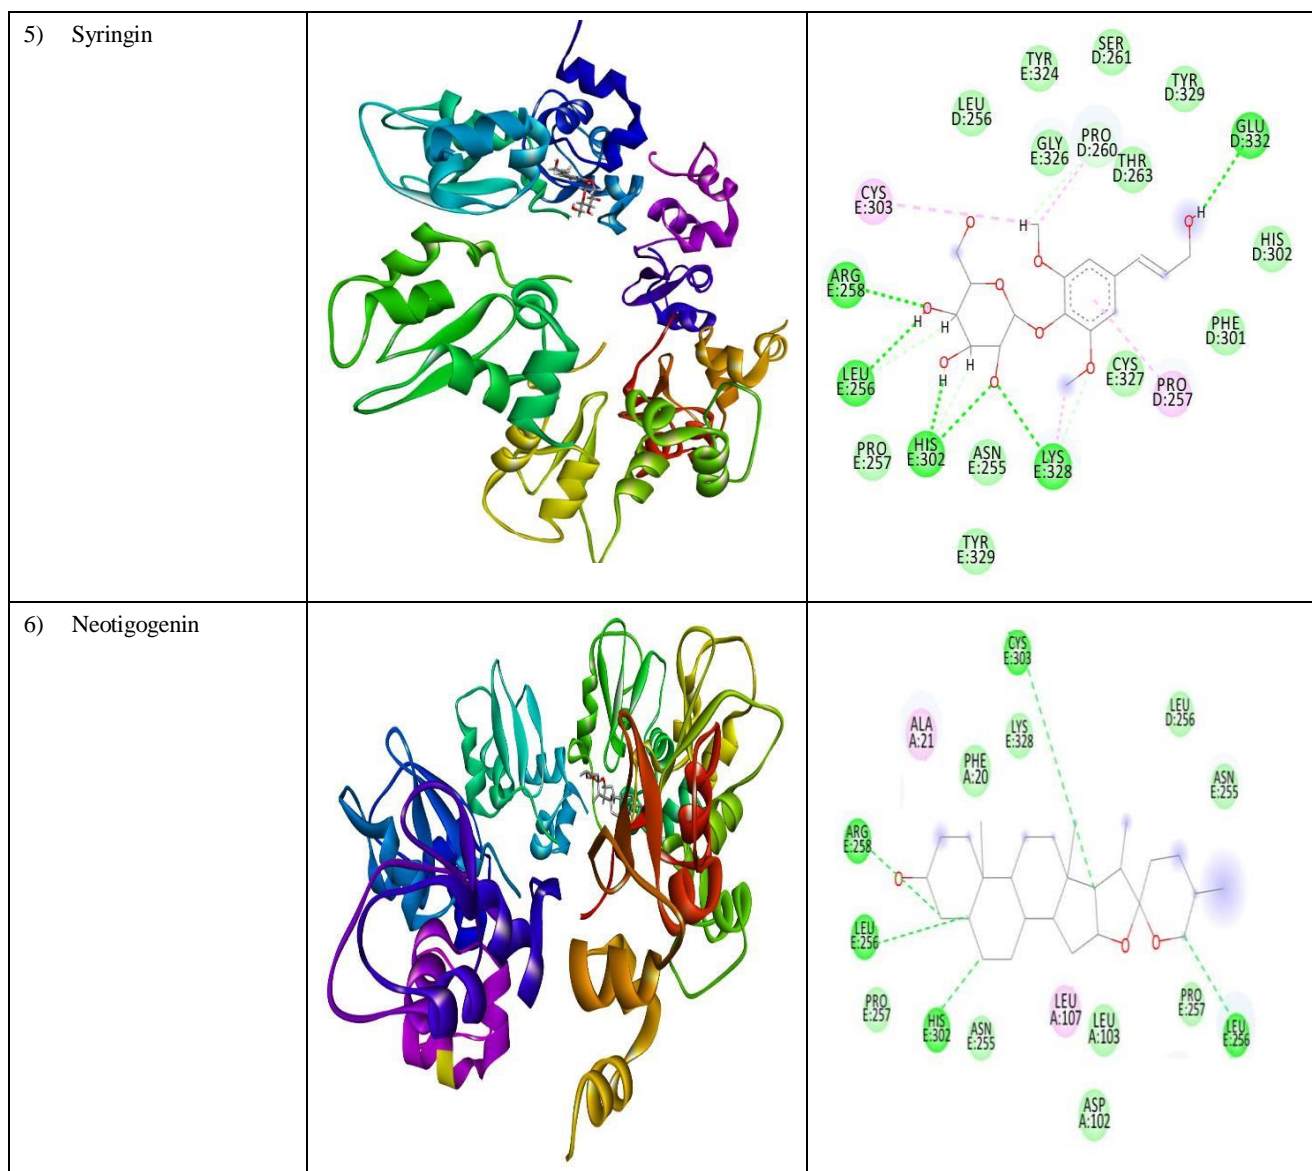 5) Syringin
SER
D:261
TYR
E:324
TYR
D:329
LEU
D:256
GLU
D:332
PRO
D:260
GLY
E:326
THR
D:263
CYS
E:303
H
H
O
O
O
HIS
D:302
O
O
ARG
E:258
O
H
H
O
PHE
D:301
O
H
O
CYS
E:327
LEU
E:256
H
O
PRO
D:257
PRO
E:257
HIS
E:302
ASN
E:255
LYS
E:328
TYR
E:329
6) Neotigogenin
CYS
E:303
LEU
D:256
ALA
A:21
LYS
E:328
PHE
A:20
ASN
E:255
ARG
E:258
O
LEU
E:256
O
O
PRO
E:257
HIS
E:302
ASN
E:255
LEU
A:107
LEU
A:103
PRO
E:257
LEU
E:256
ASP
A:102